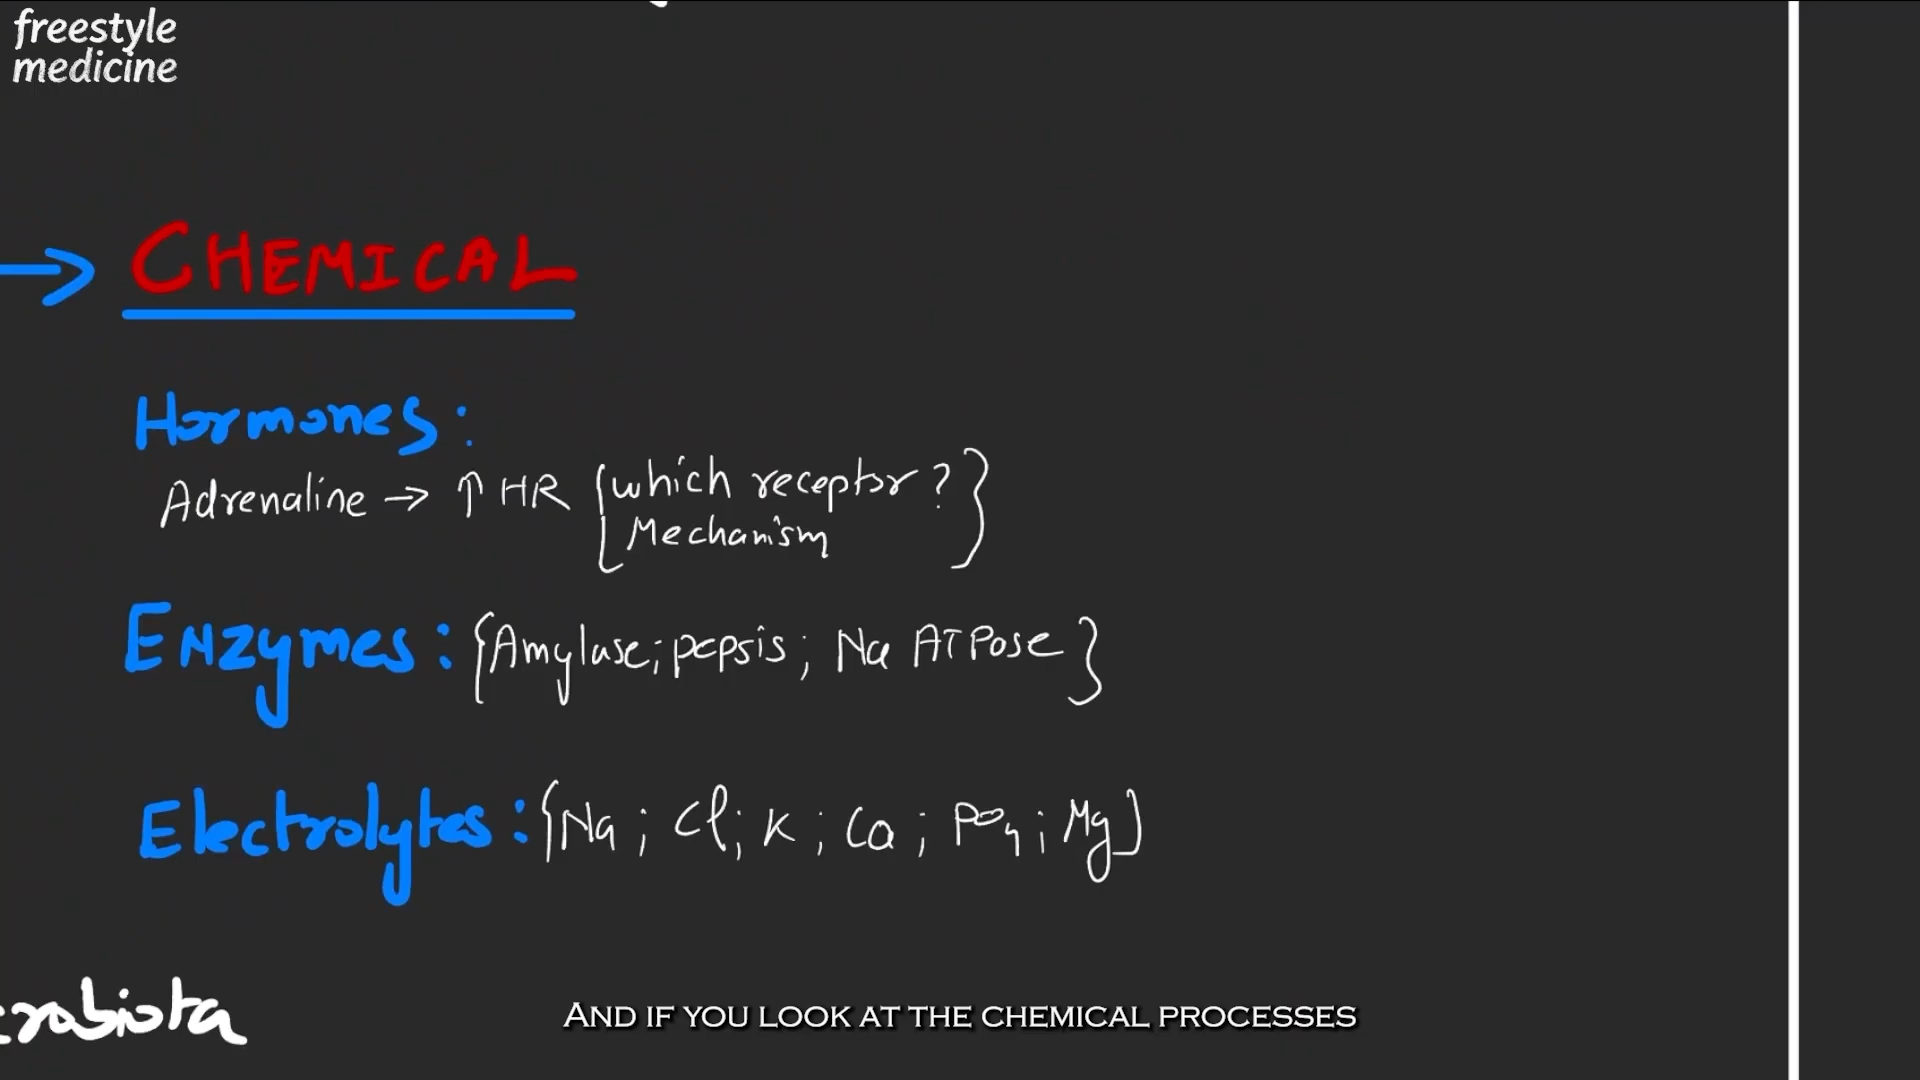 freestyle
medicine
CHEMICAL
Hormones:
Adrenaline → ↑ HR {which receptor?
Mechanism}
Enzymes: {Amylase; pepsis; Na ATPase}
Electrolytes: {Na; Cl; K; Ca; PO4; Mg}
robiota
AND IF YOU LOOK AT THE CHEMICAL PROCESSES